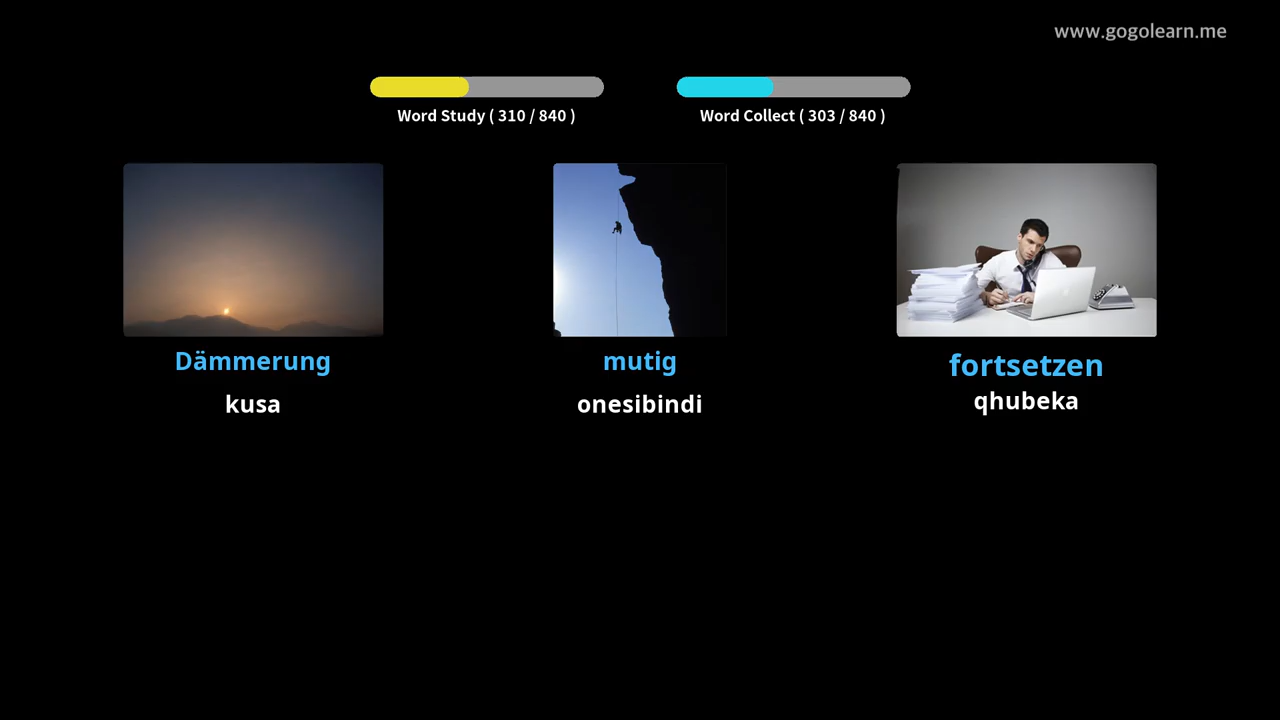 www.gogolearn.me
Word Study ( 310 / 840 )
Word Collect ( 303 / 840 )
Dämmerung
kusa
mutig
onesibindi
fortsetzen
qhubeka